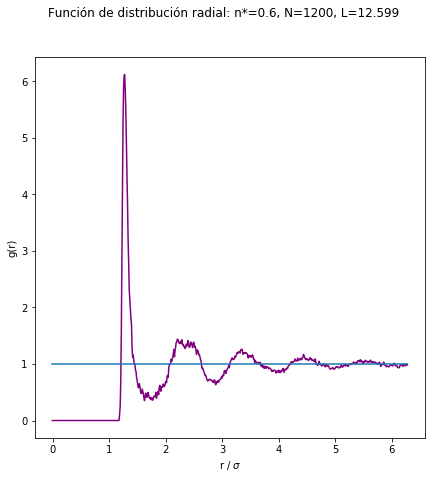 Función de distribución radial: n*=0.6, N=1200, L=12.599
g(r)
6
5
4
3
2
1
0
0 1 2 3 4 5 6
r / σ